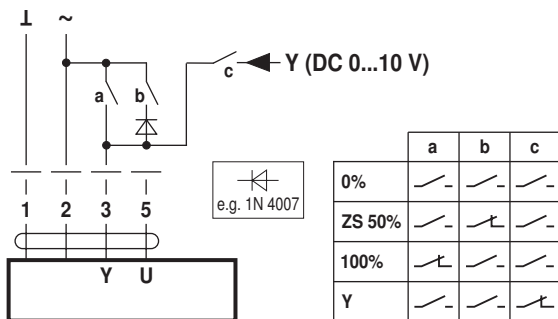 ⊥ ~
c Y (DC 0...10 V)
a b
1 2 3 5
Y U
e.g. 1N 4007
a b c
0%
ZS 50%
100%
Y